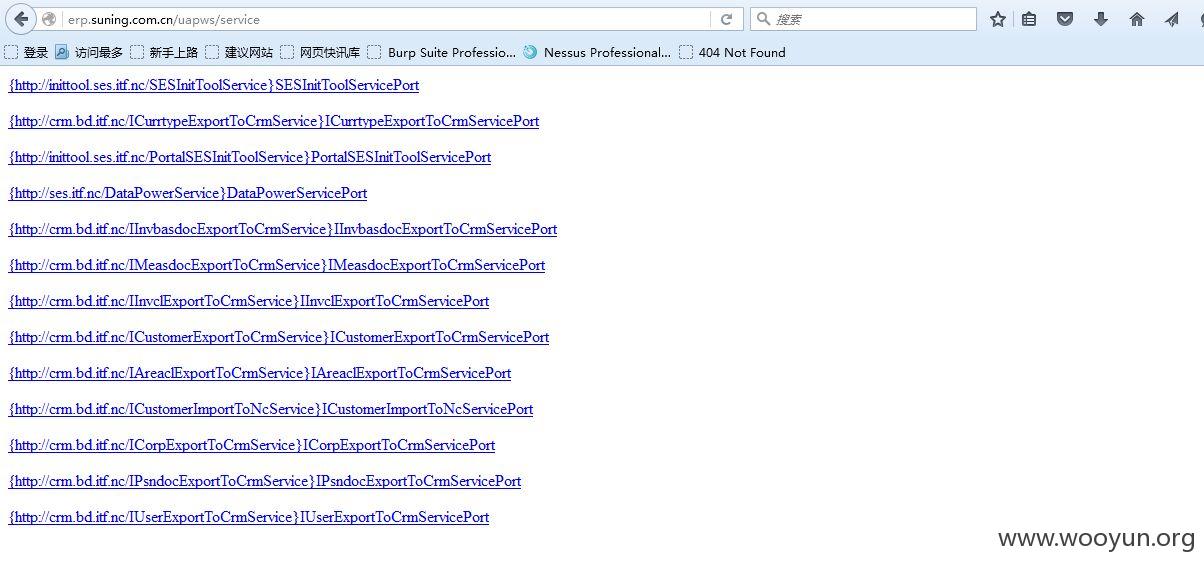 erp.suning.com.cn/uapws/service
搜索
登录 访问最多 新手上路 建议网站 网页快讯库 Burp Suite Professio... Nessus Professional... 404 Not Found
{http://inittool.ses.itf.nc/SESInitToolService}SESInitToolServicePort
{http://crm.bd.itf.nc/ICurrtypeExportToCrmService}ICurrtypeExportToCrmServicePort
{http://inittool.ses.itf.nc/PortalSESInitToolService}PortalSESInitToolServicePort
{http://ses.itf.nc/DataPowerService}DataPowerServicePort
{http://crm.bd.itf.nc/IInvbasdocExportToCrmService}IInvbasdocExportToCrmServicePort
{http://crm.bd.itf.nc/IMeasdocExportToCrmService}IMeasdocExportToCrmServicePort
{http://crm.bd.itf.nc/IInvclExportToCrmService}IInvclExportToCrmServicePort
{http://crm.bd.itf.nc/ICustomerExportToCrmService}ICustomerExportToCrmServicePort
{http://crm.bd.itf.nc/IAreaclExportToCrmService}IAreaclExportToCrmServicePort
{http://crm.bd.itf.nc/ICustomerImportToNcService}ICustomerImportToNcServicePort
{http://crm.bd.itf.nc/ICorpExportToCrmService}ICorpExportToCrmServicePort
{http://crm.bd.itf.nc/IPsndocExportToCrmService}IPsndocExportToCrmServicePort
{http://crm.bd.itf.nc/IUserExportToCrmService}IUserExportToCrmServicePort
www.wooyun.org